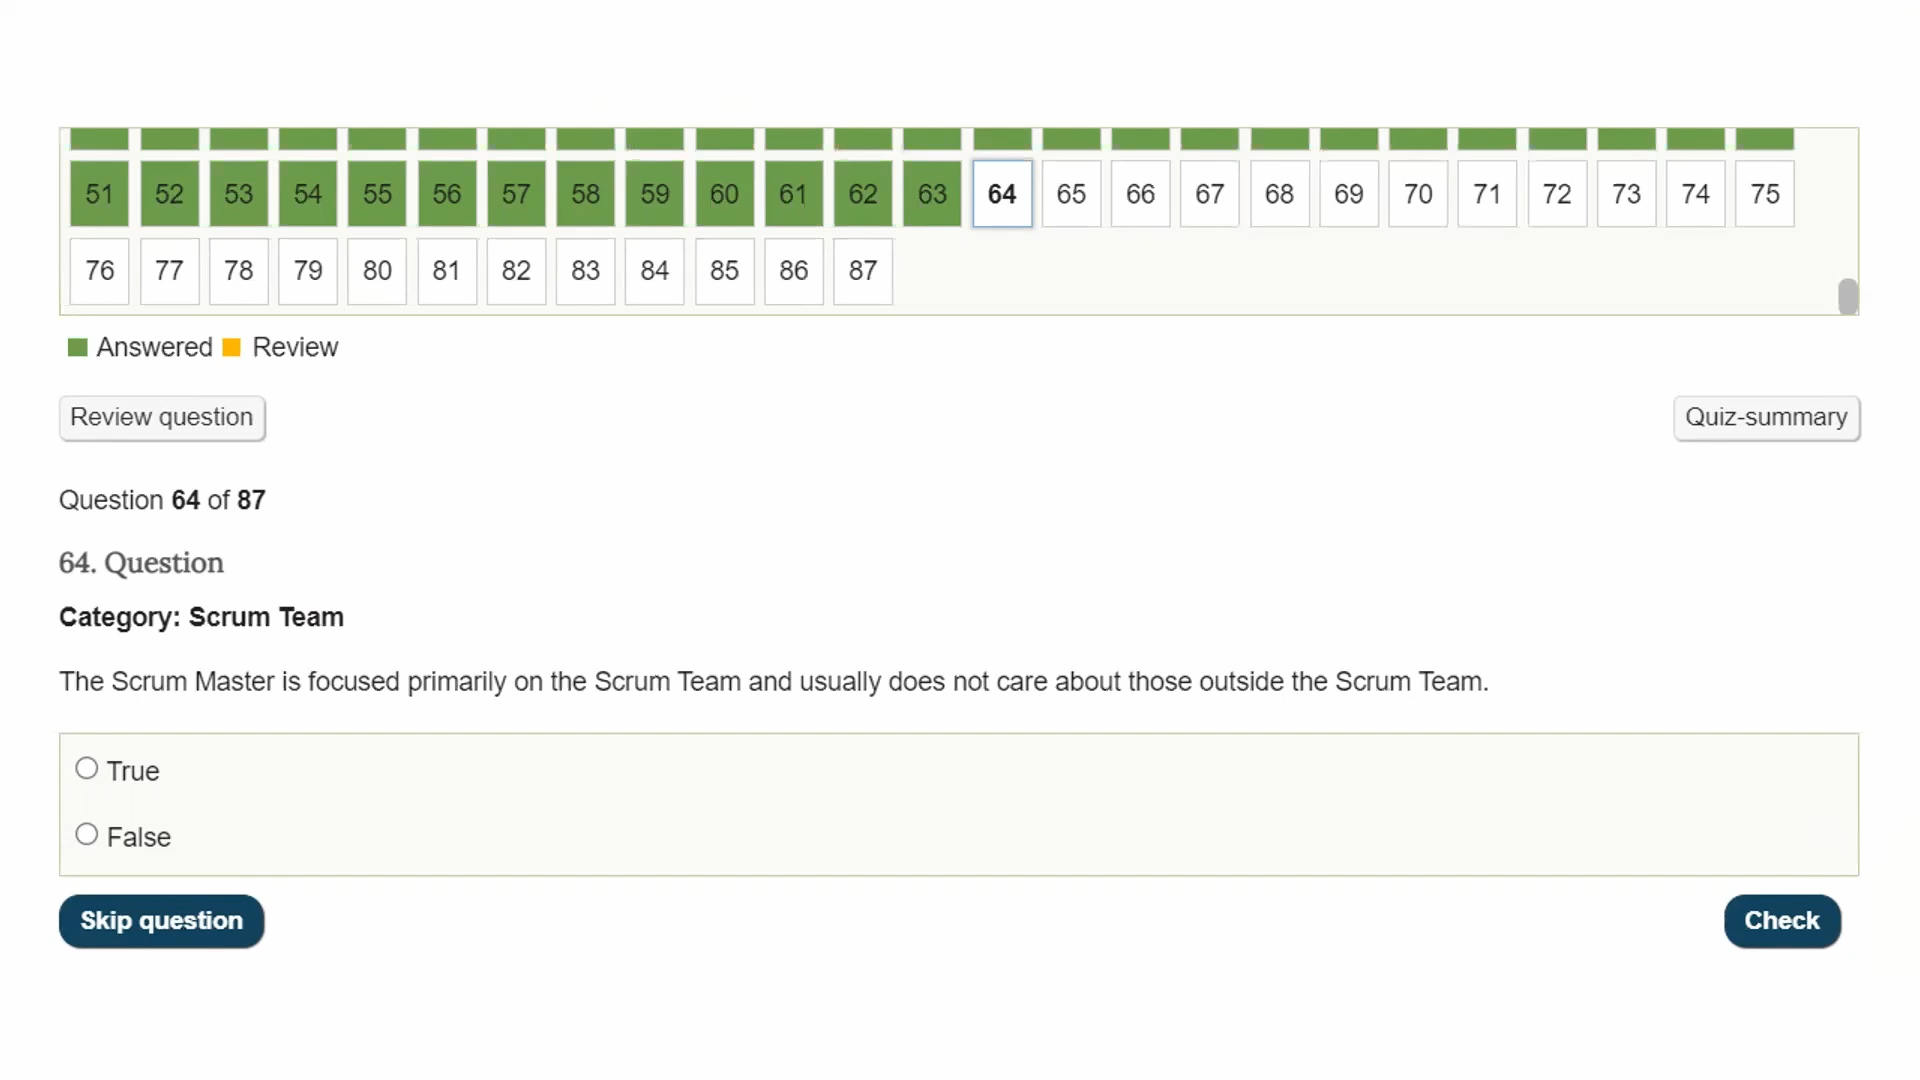 51 52 53 54 55 56 57 58 59 60 61 62 63 64 65 66 67 68 69 70 71 72 73 74 75
76 77 78 79 80 81 82 83 84 85 86 87
Answered Review
Review question Quiz-summary
Question 64 of 87
64. Question
Category: Scrum Team
The Scrum Master is focused primarily on the Scrum Team and usually does not care about those outside the Scrum Team.
True
False
Skip question Check